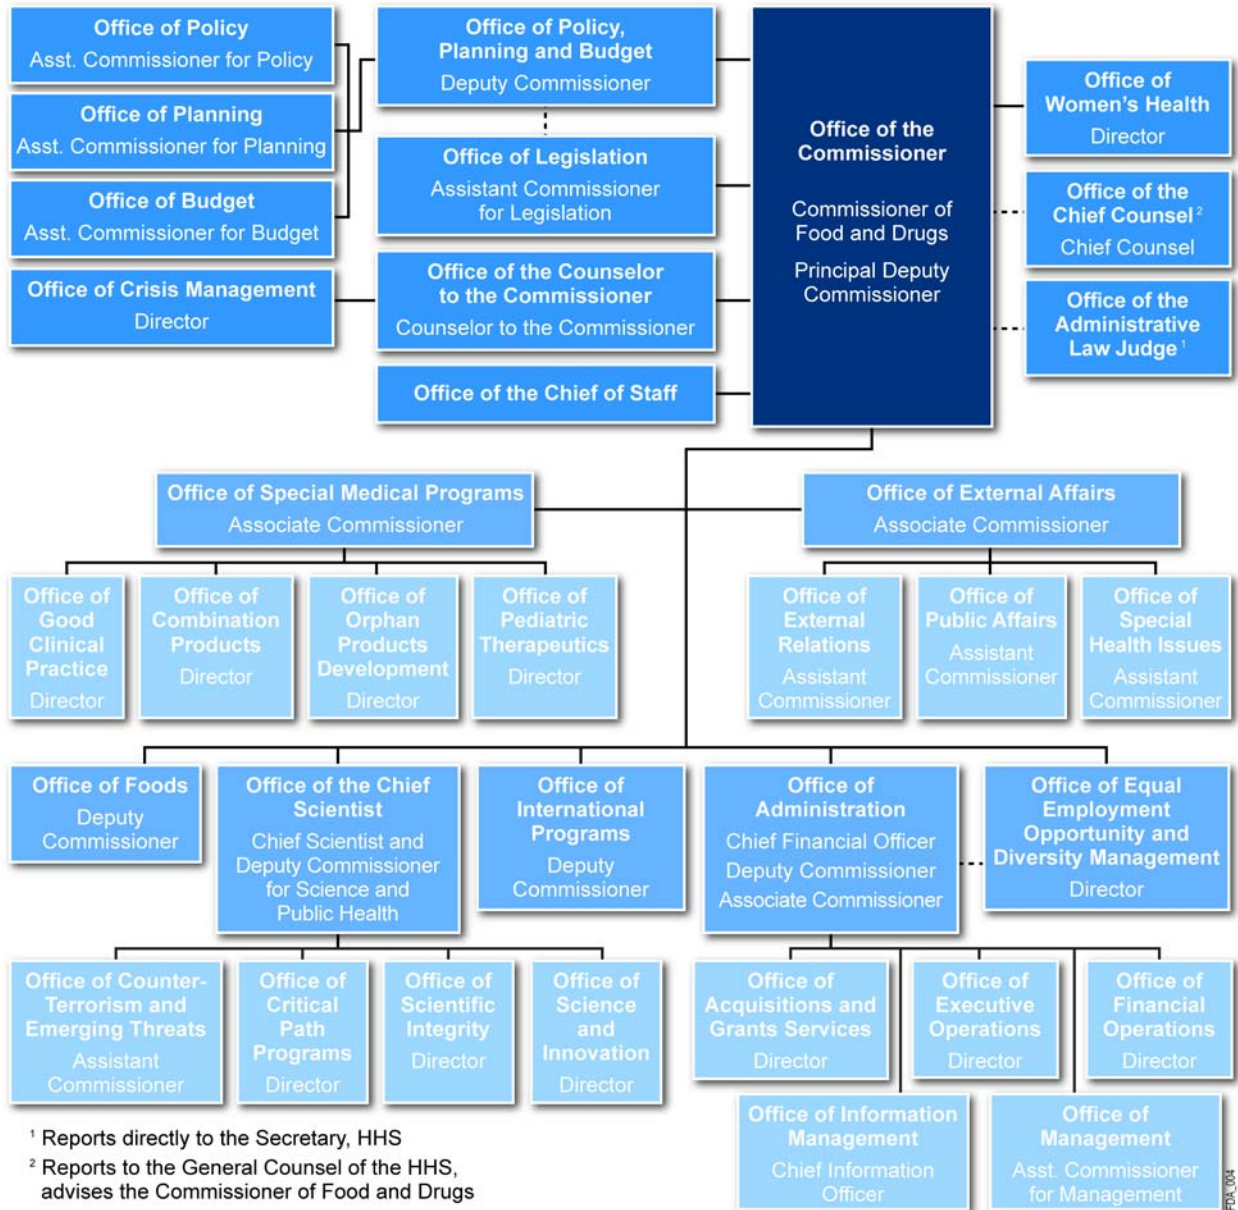 Office of Policy
Asst. Commissioner for Policy
Office of Planning
Asst. Commissioner for Planning
Office of Budget
Asst. Commissioner for Budget
Office of Crisis Management
Director
Office of Policy,
Planning and Budget
Deputy Commissioner
Office of Legislation
Assistant Commissioner
for Legislation
Office of the Counselor
to the Commissioner
Counselor to the Commissioner
Office of the Chief of Staff
Office of the
Commissioner
Commissioner of
Food and Drugs
Principal Deputy
Commissioner
Office of
Women's Health
Director
Office of the
Chief Counsel ²
Chief Counsel
Office of the
Administrative
Law Judge ¹
Office of Special Medical Programs
Associate Commissioner
Office of External Affairs
Associate Commissioner
Office of
Good
Clinical
Practice
Director
Office of
Combination
Products
Director
Office of
Orphan
Products
Development
Director
Office of
Pediatric
Therapeutics
Director
Office of
External
Relations
Assistant
Commissioner
Office of
Public Affairs
Assistant
Commissioner
Office of
Special
Health Issues
Assistant
Commissioner
Office of Foods
Deputy
Commissioner
Office of the Chief
Scientist
Chief Scientist and
Deputy Commissioner
for Science and
Public Health
Office of
International
Programs
Deputy
Commissioner
Office of
Administration
Chief Financial Officer
Deputy Commissioner
Associate Commissioner
Office of Equal
Employment
Opportunity and
Diversity Management
Director
Office of Counter-
Terrorism and
Emerging Threats
Assistant
Commissioner
Office of
Critical
Path
Programs
Director
Office of
Scientific
Integrity
Director
Office of
Science
and
Innovation
Director
Office of
Acquisitions and
Grants Services
Director
Office of
Executive
Operations
Director
Office of
Financial
Operations
Director
Office of Information
Management
Chief Information
Officer
Office of
Management
Asst. Commissioner
for Management
¹ Reports directly to the Secretary, HHS
² Reports to the General Counsel of the HHS,
advises the Commissioner of Food and Drugs
FDA_004